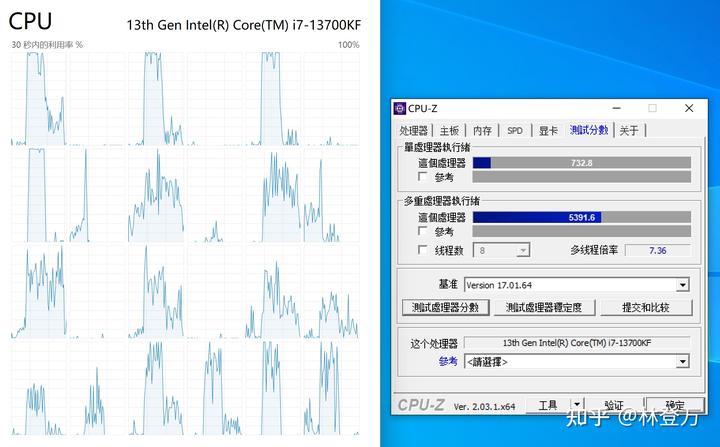 CPU
13th Gen Intel(R) Core(TM) i7-13700KF
30 秒内的利用率 %
100%
CPU-Z
处理器
主板
内存
SPD
显卡
測試分數
关于
單處理器執行緒
這個處理器
732.8
參考
多重處理器執行緒
這個處理器
5391.6
參考
线程数
8
多线程倍率
7.36
基准
Version 17.01.64
測試處理器分數
測試處理器穩定度
提交和比较
这个处理器
13th Gen Intel(R) Core(TM) i7-13700KF
參考
<請選擇>
CPU-Z
Ver. 2.03.1.x64
工具
验证
确定
知乎 @林登万